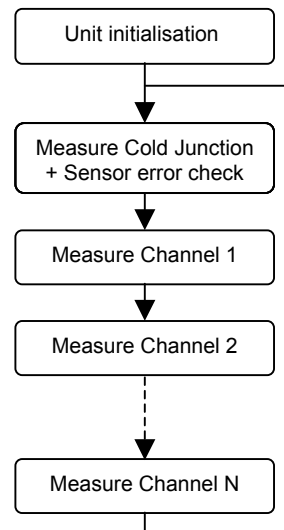 Unit initialisation
Measure Cold Junction
+ Sensor error check
Measure Channel 1
Measure Channel 2
Measure Channel N